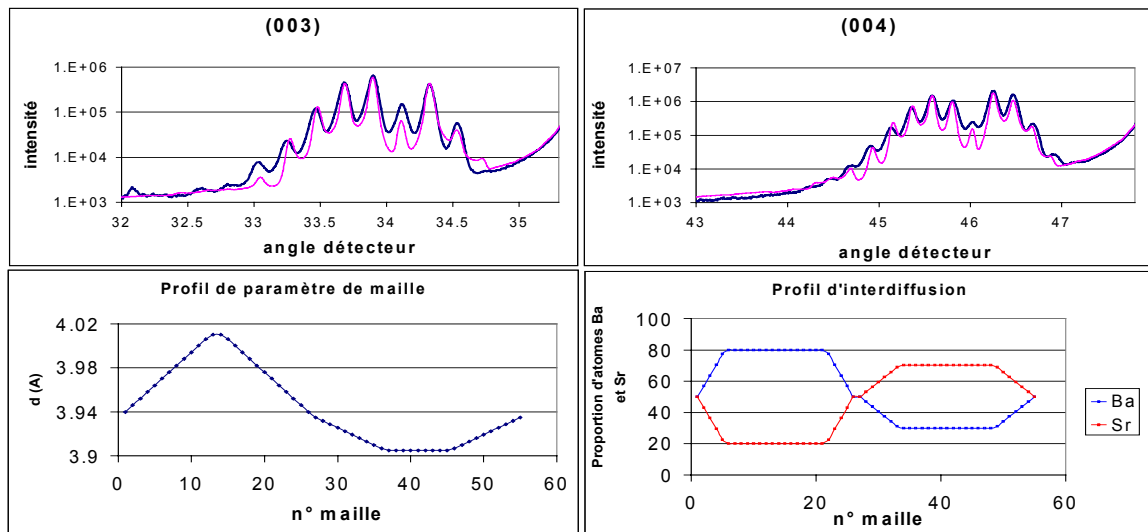 (003)
1.E+06
1.E+05
1.E+04
1.E+03
intensité
32 32.5 33 33.5 34 34.5 35
angle détecteur
(004)
1.E+07
1.E+06
1.E+05
1.E+04
1.E+03
intensité
43 44 45 46 47
angle détecteur
Profil de paramètre de maille
4.02
3.98
3.94
3.9
d (A)
0 10 20 30 40 50 60
n° maille
Profil d'interdiffusion
100
80
60
40
20
0
Proportion d'atomes Ba
et Sr
0 20 40 60
n° maille
Ba
Sr